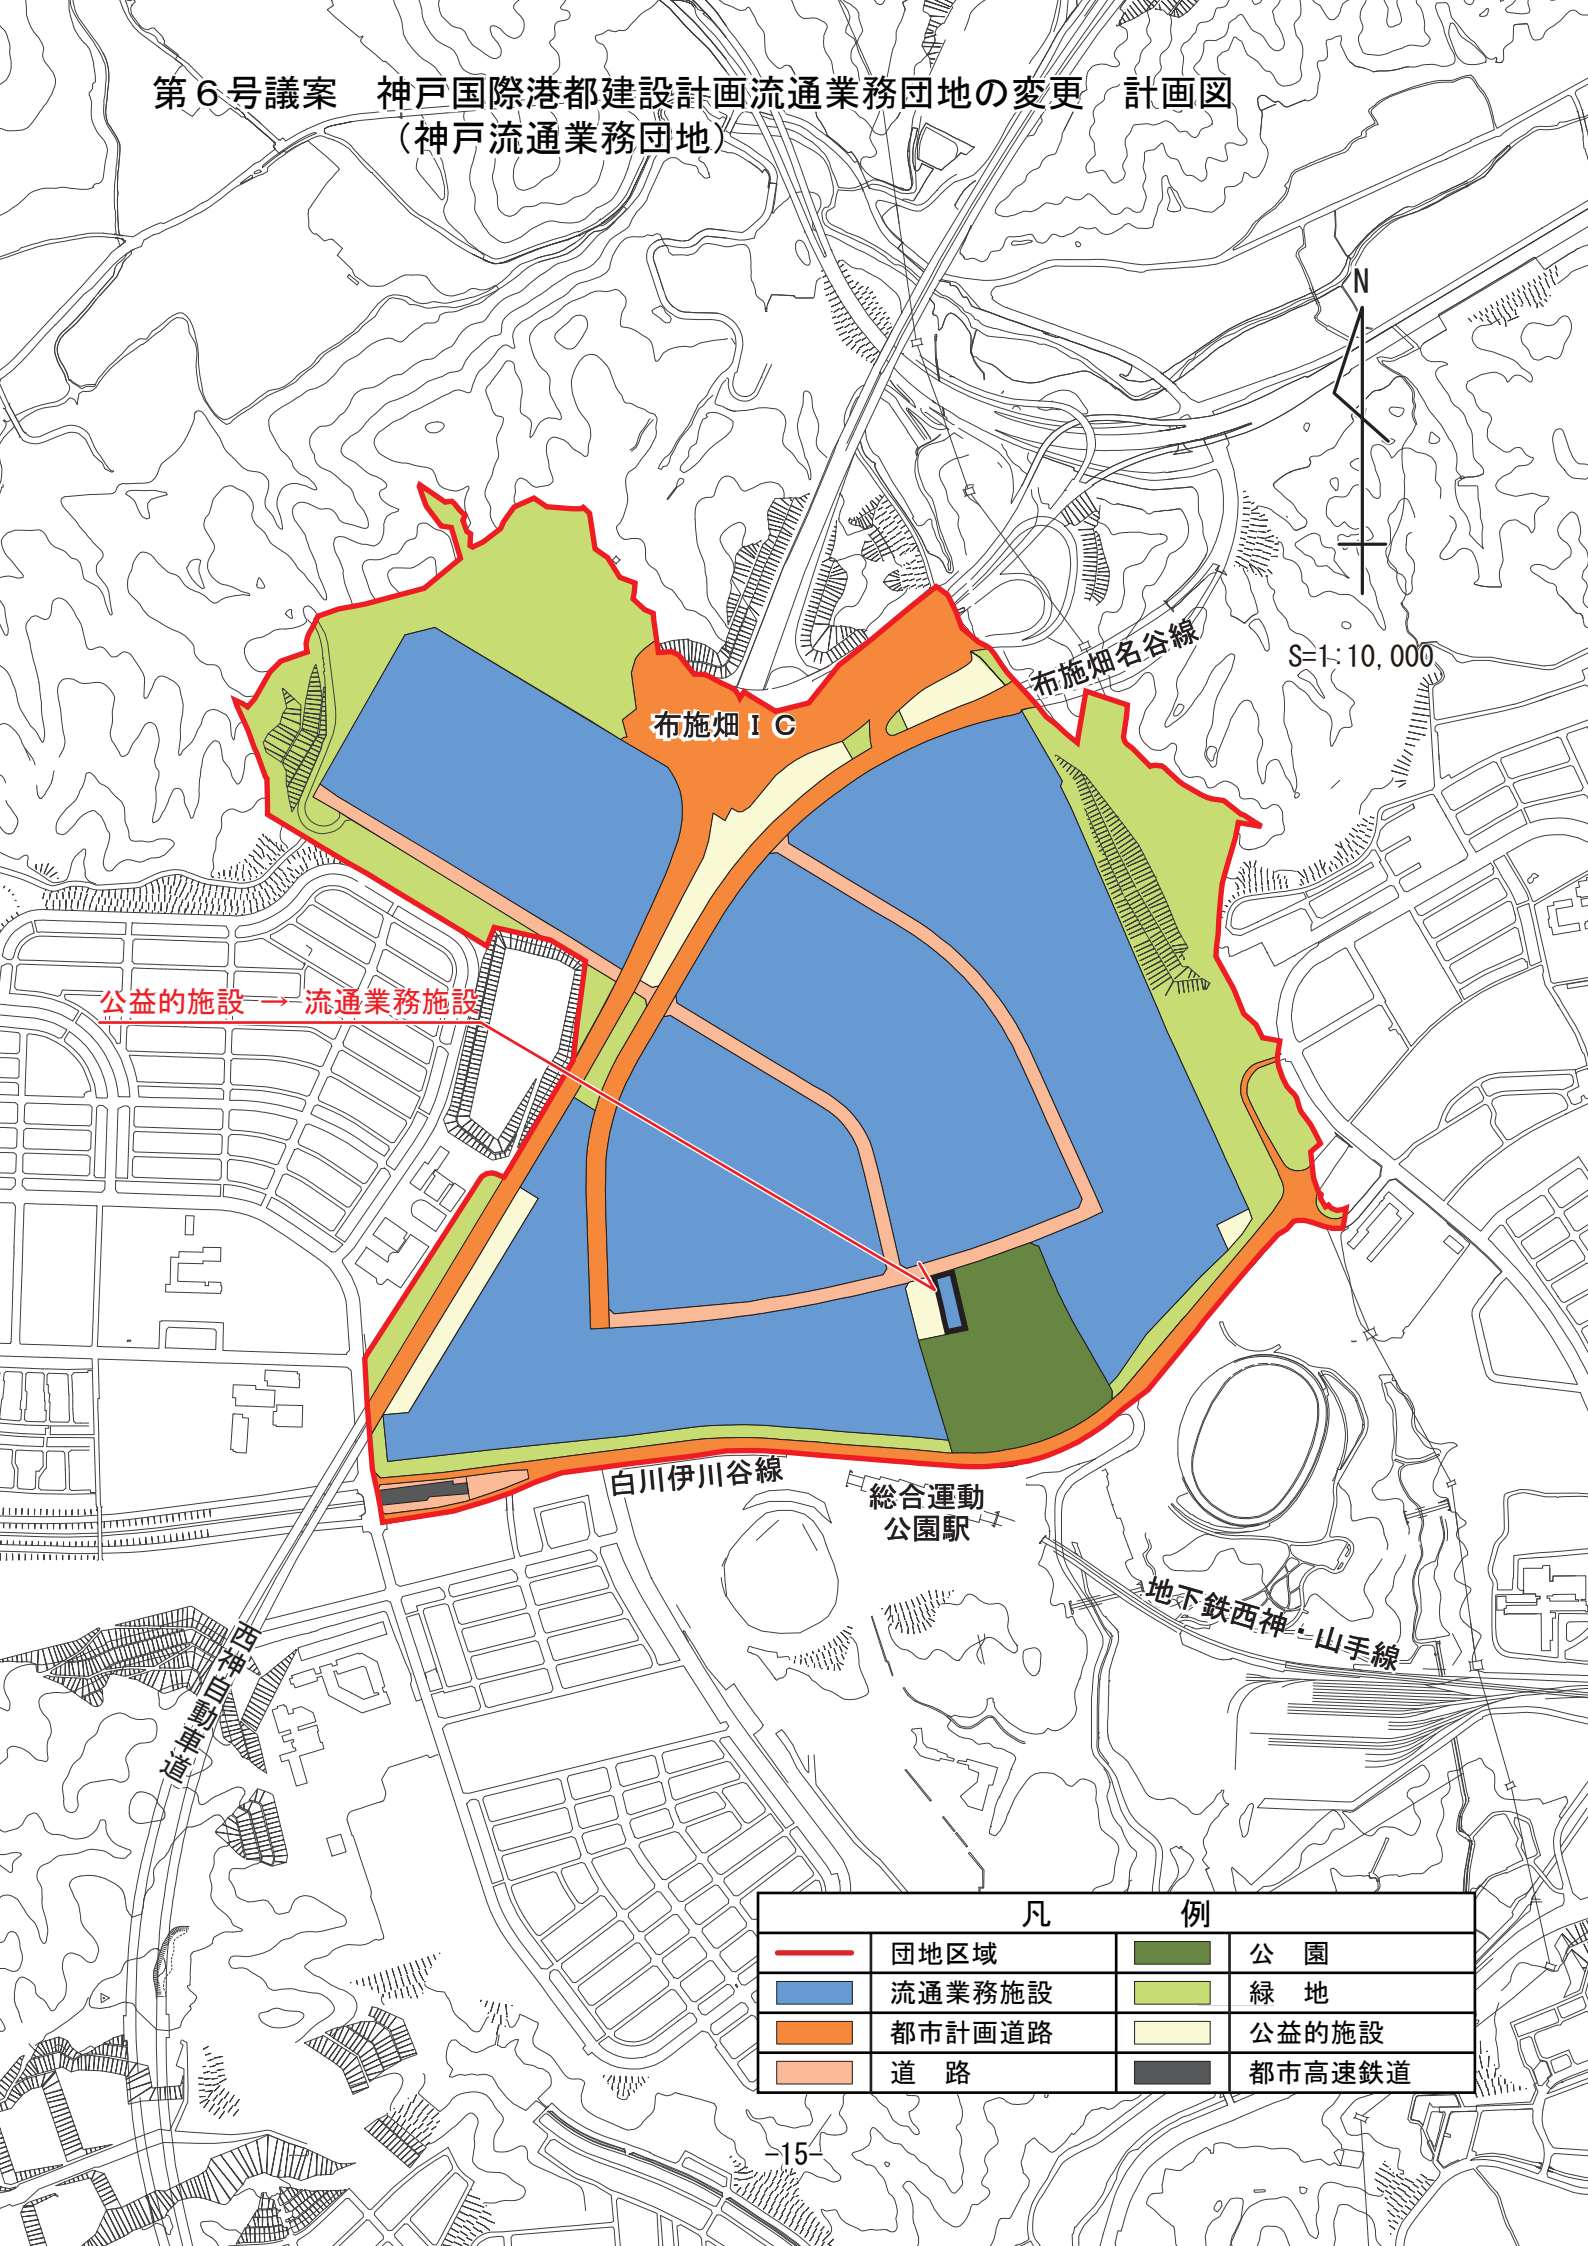 第６号議案　神戸国際港都建設計画流通業務団地の変更　計画図
（神戸流通業務団地）
N
S=1:10,000
布施畑名谷線
布施畑ＩＣ
公益的施設 → 流通業務施設
白川伊川谷線
総合運動
公園駅
地下鉄西神・山手線
西神自動車道
凡　例
団地区域　公　園
流通業務施設　緑　地
都市計画道路　公益的施設
道　路　都市高速鉄道
-15-